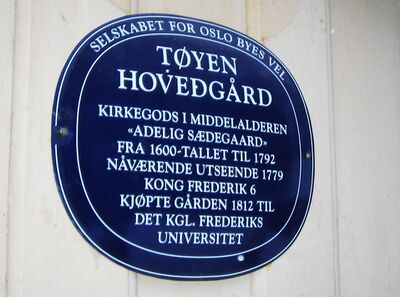 SELSKABET FOR OSLO BYES VEL
TØYEN
HOVEDGÅRD
KIRKEGODS I MIDDELALDEREN
«ADELIG SÆDEGAARD»
FRA 1600-TALLET TIL 1792
NÅVÆRENDE UTSEENDE 1779
KONG FREDERIK 6
KJØPTE GÅRDEN 1812 TIL
DET KGL. FREDERIKS
UNIVERSITET